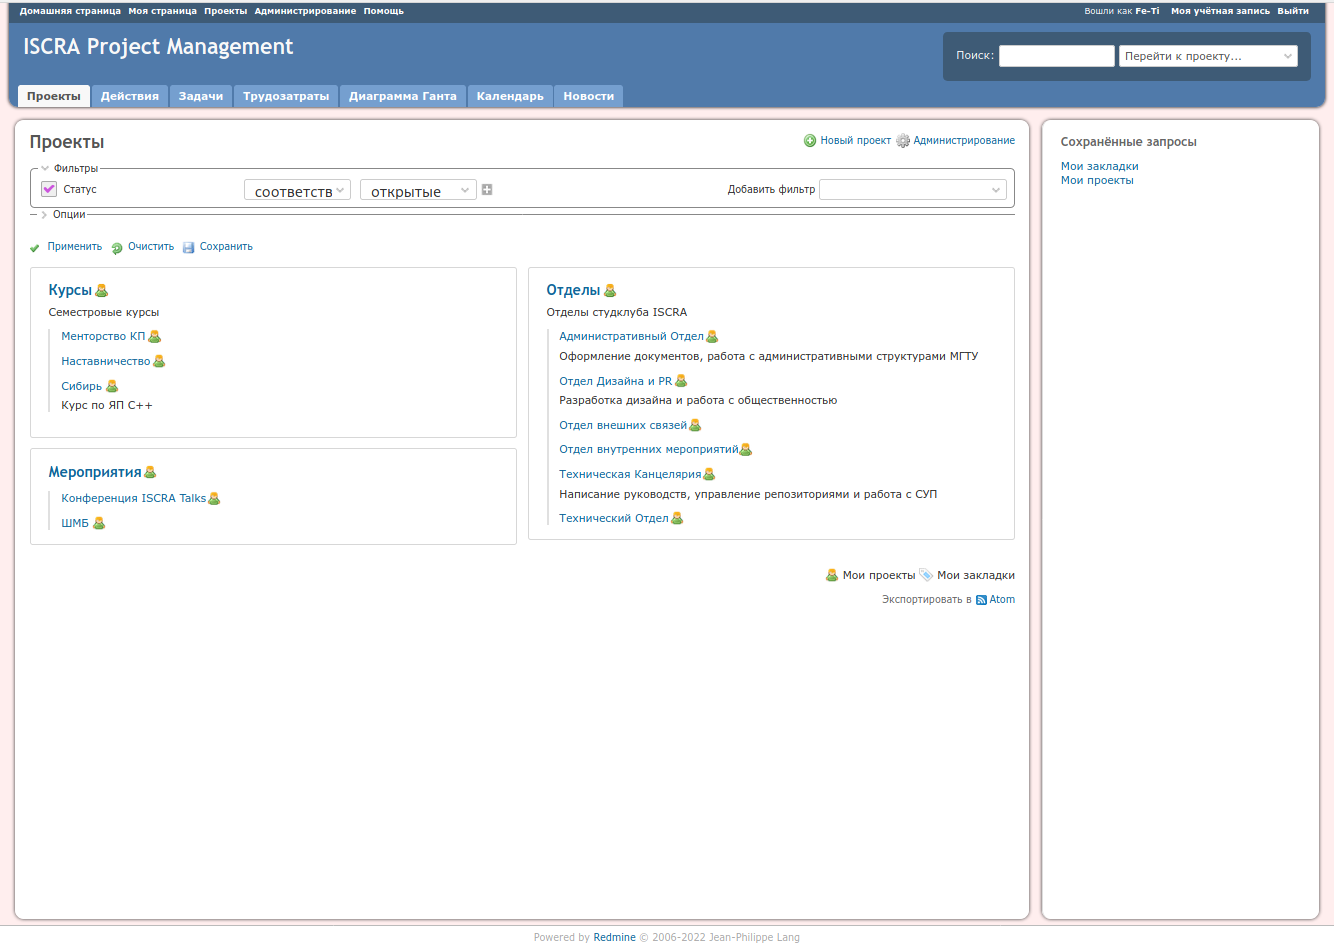 Домашняя страница Моя страница Проекты Администрирование Помощь Вошли как Fe-Ti Моя учётная запись Выйти
ISCRA Project Management
Поиск: Перейти к проекту...
Проекты Действия Задачи Трудозатраты Диаграмма Ганта Календарь Новости
Проекты
Новый проект Администрирование
Фильтры
Статус соответств открытые Добавить фильтр
Опции
Применить Очистить Сохранить
Курсы
Семестровые курсы
Менторство КП
Наставничество
Сибирь
Курс по ЯП C++
Мероприятия
Конференция ISCRA Talks
ШМБ
Отделы
Отделы студклуба ISCRA
Административный Отдел
Оформление документов, работа с административными структурами МГТУ
Отдел Дизайна и PR
Разработка дизайна и работа с общественностью
Отдел внешних связей
Отдел внутренних мероприятий
Техническая Канцелярия
Написание руководств, управление репозиториями и работа с СУП
Технический Отдел
Мои проекты Мои закладки
Экспортировать в Atom
Сохранённые запросы
Мои закладки
Мои проекты
Powered by Redmine © 2006-2022 Jean-Philippe Lang